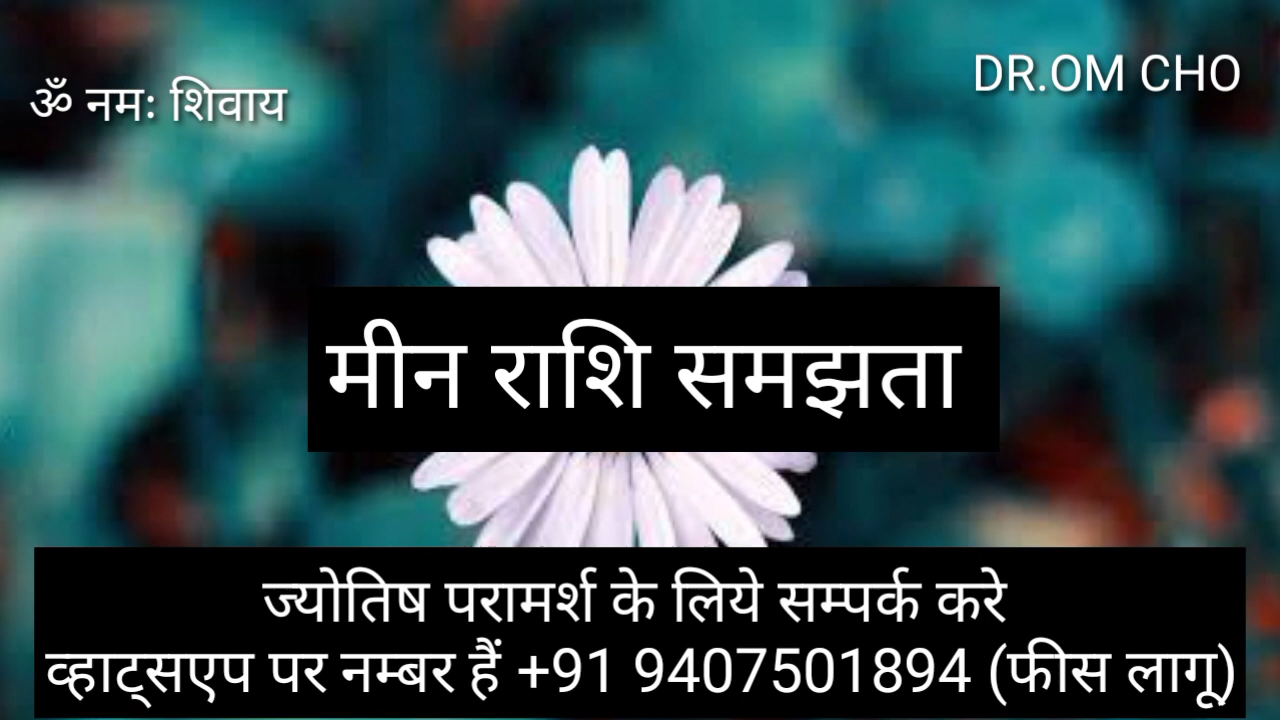 ॐ नमः शिवाय
DR.OM CHO
मीन राशि समझता
ज्योतिष परामर्श के लिये सम्पर्क करे
व्हाट्सएप पर नम्बर हैं +91 9407501894 (फीस लागू)